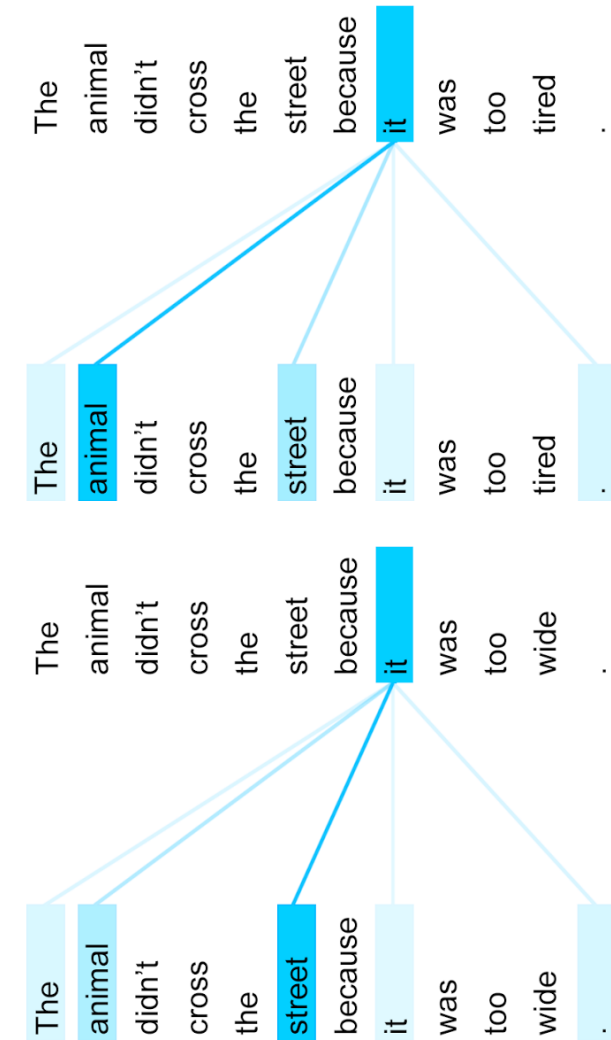 The animal didn't cross the street because it was too tired .
The animal didn't cross the street because it was too tired .
The animal didn't cross the street because it was too wide .
The animal didn't cross the street because it was too wide .